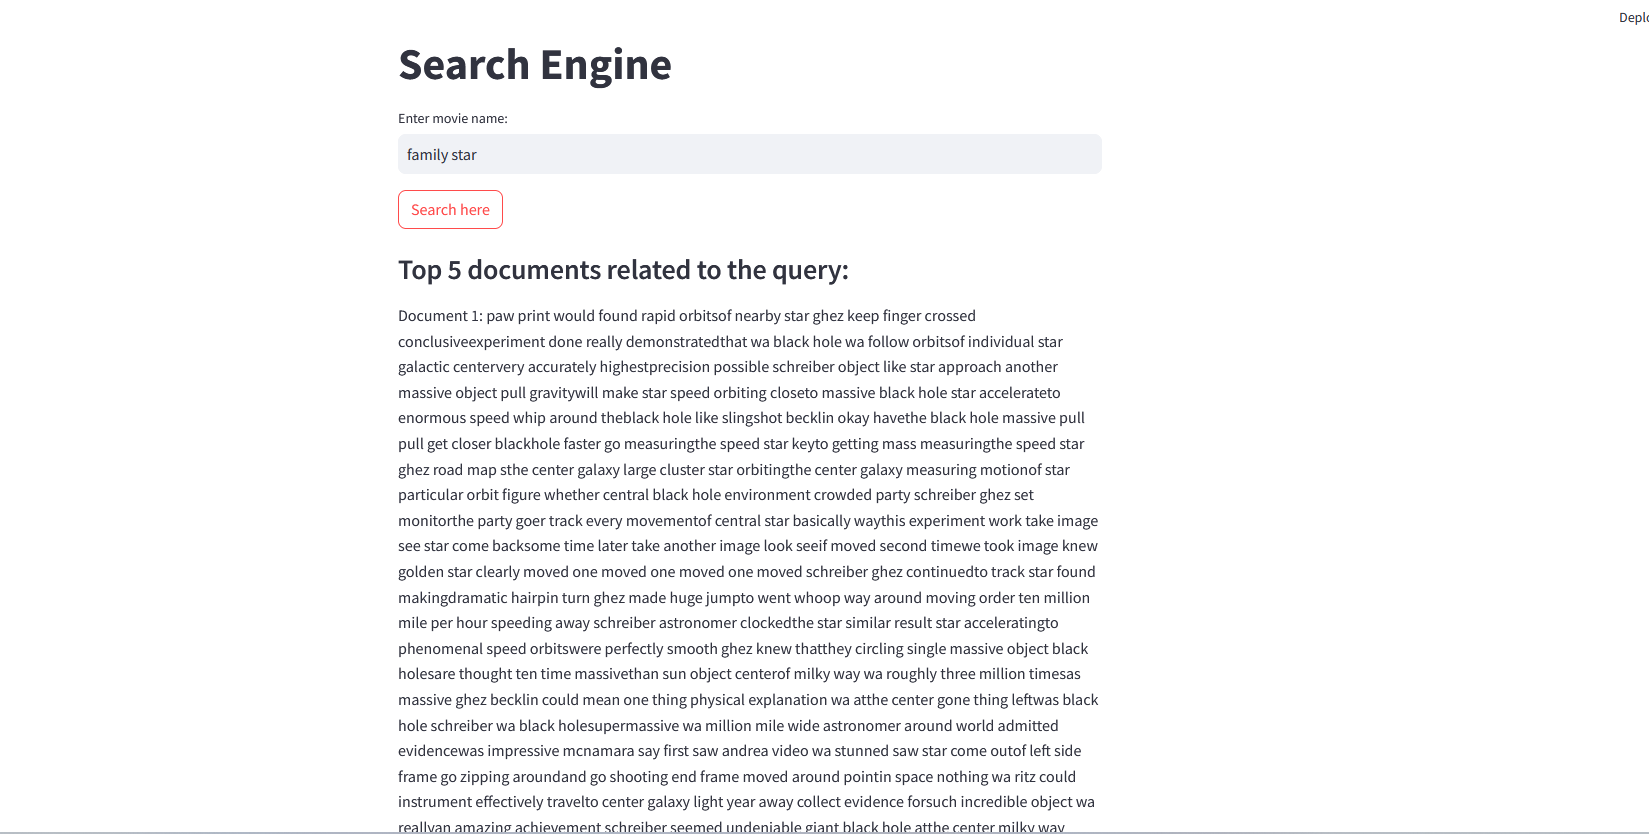 Deplo
Search Engine
Enter movie name:
family star
Search here
Top 5 documents related to the query:
Document 1: paw print would found rapid orbitsof nearby star ghez keep finger crossed
conclusiveexperiment done really demonstratedthat wa black hole wa follow orbitsof individual star
galactic centervery accurately highestprecision possible schreiber object like star approach another
massive object pull gravitywill make star speed orbiting closeto massive black hole star accelerateto
enormous speed whip around theblack hole like slingshot becklin okay havethe black hole massive pull
pull get closer blackhole faster go measuringthe speed star keyto getting mass measuringthe speed star
ghez road map sthe center galaxy large cluster star orbitingthe center galaxy measuring motionof star
particular orbit figure whether central black hole environment crowded party schreiber ghez set
monitorthe party goer track every movementof central star basically waythis experiment work take image
see star come backsome time later take another image look seeif moved second timewe took image knew
golden star clearly moved one moved one moved one moved schreiber ghez continuedto track star found
makingdramatic hairpin turn ghez made huge jumpto went whoop way around moving order ten million
mile per hour speeding away schreiber astronomer clockedthe star similar result star acceleratingto
phenomenal speed orbitswere perfectly smooth ghez knew thatthey circling single massive object black
holesare thought ten time massivethan sun object centerof milky way wa roughly three million timesas
massive ghez becklin could mean one thing physical explanation wa atthe center gone thing leftwas black
hole schreiber wa black holesupermassive wa million mile wide astronomer around world admitted
evidencewas impressive mcnamara say first saw andrea video wa stunned saw star come outof left side
frame go zipping aroundand go shooting end frame moved around pointin space nothing wa ritz could
instrument effectively travelto center galaxy light year away collect evidence forsuch incredible object wa
reallyan amazing achievement schreiber seemed undeniable giant black hole atthe center milky way